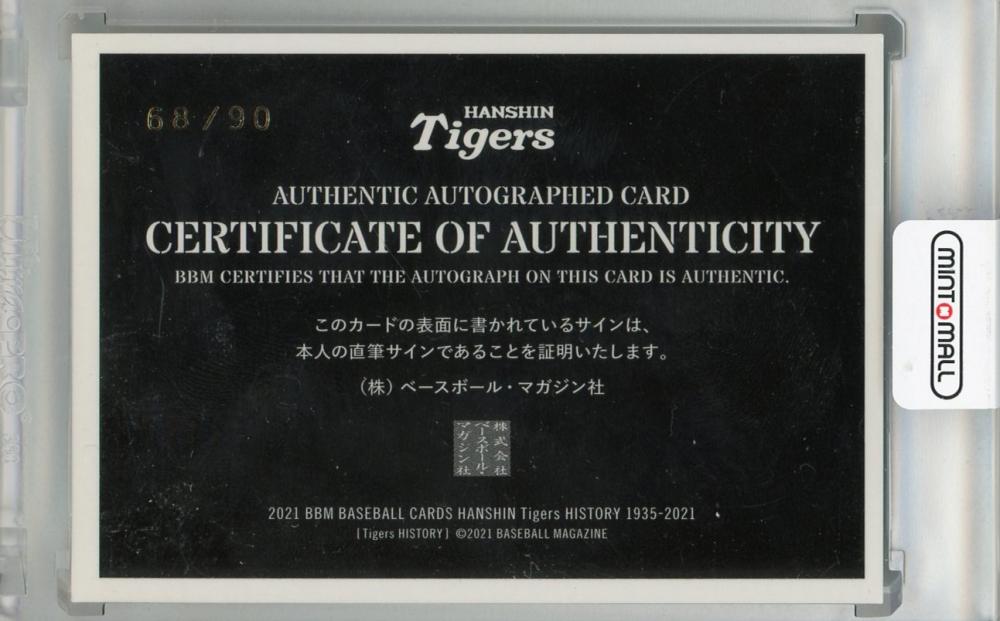 68/90
HANSHIN
Tigers
AUTHENTIC AUTOGRAPHED CARD
CERTIFICATE OF AUTHENTICITY
BBM CERTIFIES THAT THE AUTOGRAPH ON THIS CARD IS AUTHENTIC.
このカードの表面に書かれているサインは、
本人の直筆サインであることを証明いたします。
（株）ベースボール・マガジン社
株式会社
ベースボール・
マガジン社
2021 BBM BASEBALL CARDS HANSHIN Tigers HISTORY 1935-2021
[Tigers HISTORY] ©2021 BASEBALL MAGAZINE
MINT MALL